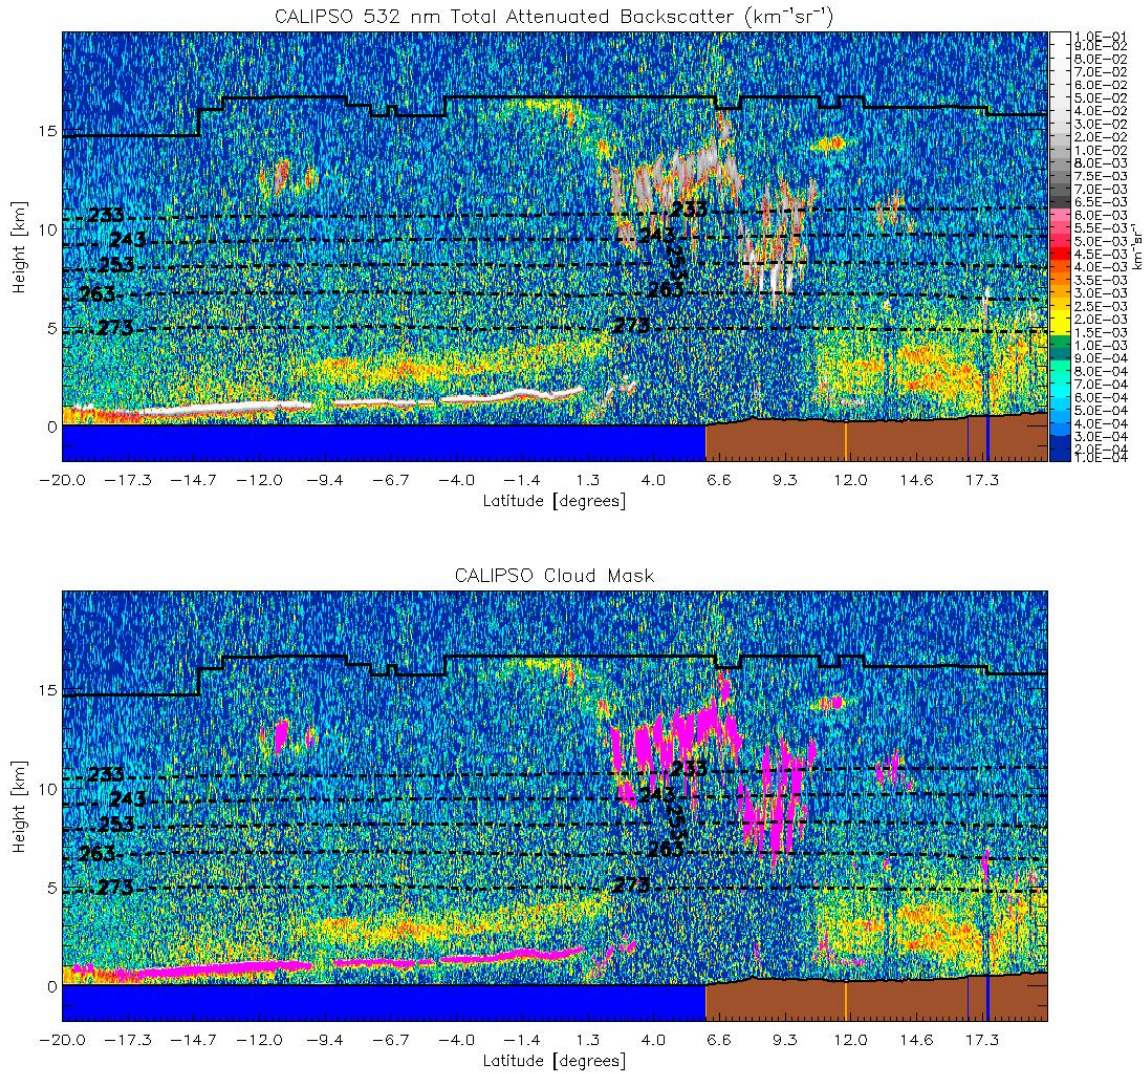 CALIPSO 532 nm Total Attenuated Backscatter (km⁻¹sr⁻¹)
1.0E-01
9.0E-02
8.0E-02
7.0E-02
6.0E-02
5.0E-02
4.0E-02
3.0E-02
2.0E-02
1.0E-02
8.0E-03
7.5E-03
7.0E-03
6.5E-03
6.0E-03
5.5E-03
5.0E-03
4.5E-03
4.0E-03
3.5E-03
3.0E-03
2.5E-03
2.0E-03
1.5E-03
1.0E-03
9.0E-04
8.0E-04
7.0E-04
6.0E-04
5.0E-04
4.0E-04
3.0E-04
2.0E-04
1.0E-04
km⁻¹sr⁻¹
Height [km]
15
10
5
0
233 233
243 243
253 253
263 263
273 273
-20.0 -17.3 -14.7 -12.0 -9.4 -6.7 -4.0 -1.4 1.3 4.0 6.6 9.3 12.0 14.6 17.3
Latitude [degrees]
CALIPSO Cloud Mask
Height [km]
15
10
5
0
233 233
243 243
253 253
263 263
273 273
-20.0 -17.3 -14.7 -12.0 -9.4 -6.7 -4.0 -1.4 1.3 4.0 6.6 9.3 12.0 14.6 17.3
Latitude [degrees]